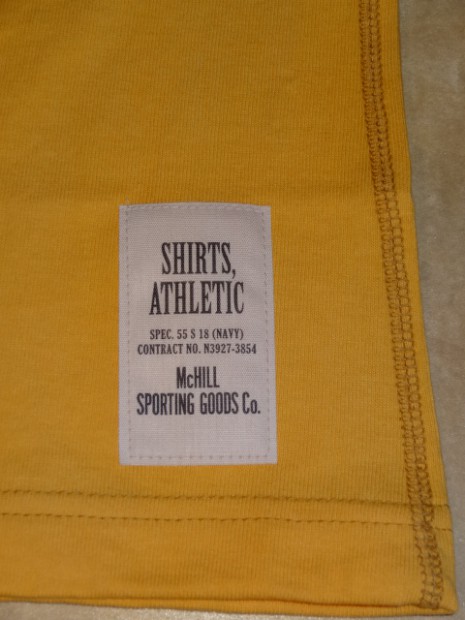 SHIRTS,
ATHLETIC
SPEC. 55 S 18 (NAVY)
CONTRACT NO. N3927-3854
McHILL
SPORTING GOODS Co.